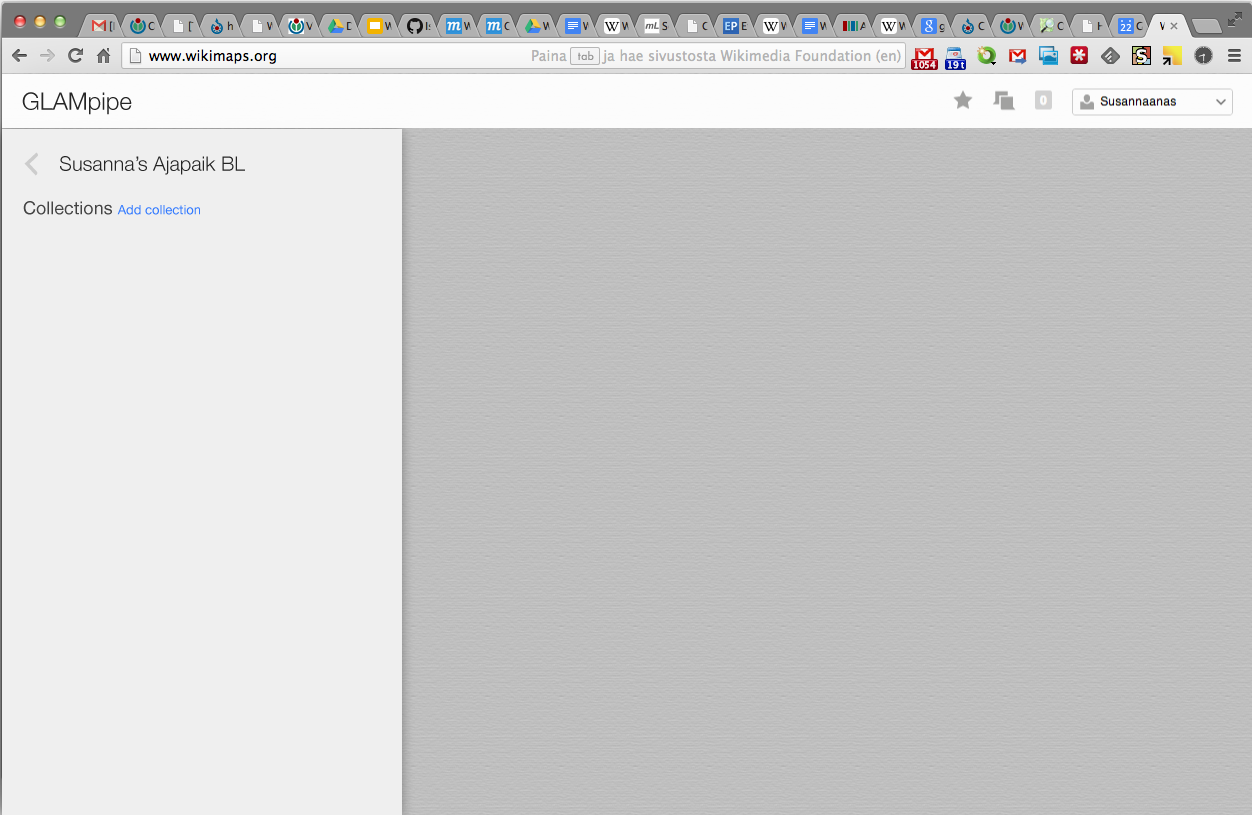 www.wikimaps.org Paina tab ja hae sivustosta Wikimedia Foundation (en) 1054 19 t
GLAMpipe 0 Susannaanas
Susanna’s Ajapaik BL
Collections Add collection